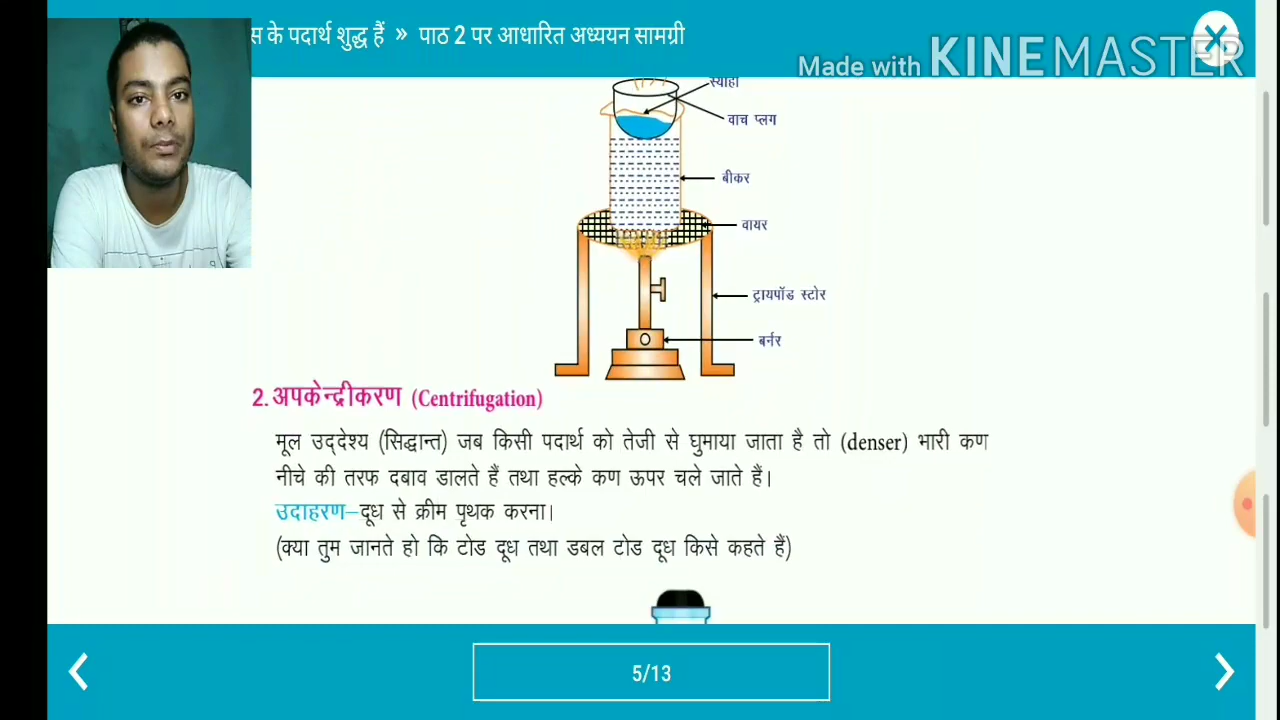 स के पदार्थ शुद्ध हैं » पाठ 2 पर आधारित अध्ययन सामग्री
Made with KINEMASTER
स्याही
वाच प्लग
बीकर
वायर
ट्रायपॉड स्टोर
बर्नर
2. अपकेन्द्रीकरण (Centrifugation)
मूल उद्देश्य (सिद्धान्त) जब किसी पदार्थ को तेजी से घुमाया जाता है तो (denser) भारी कण
नीचे की तरफ दबाव डालते हैं तथा हल्के कण ऊपर चले जाते हैं।
उदाहरण–दूध से क्रीम पृथक करना।
(क्या तुम जानते हो कि टोड दूध तथा डबल टोड दूध किसे कहते हैं)
5/13